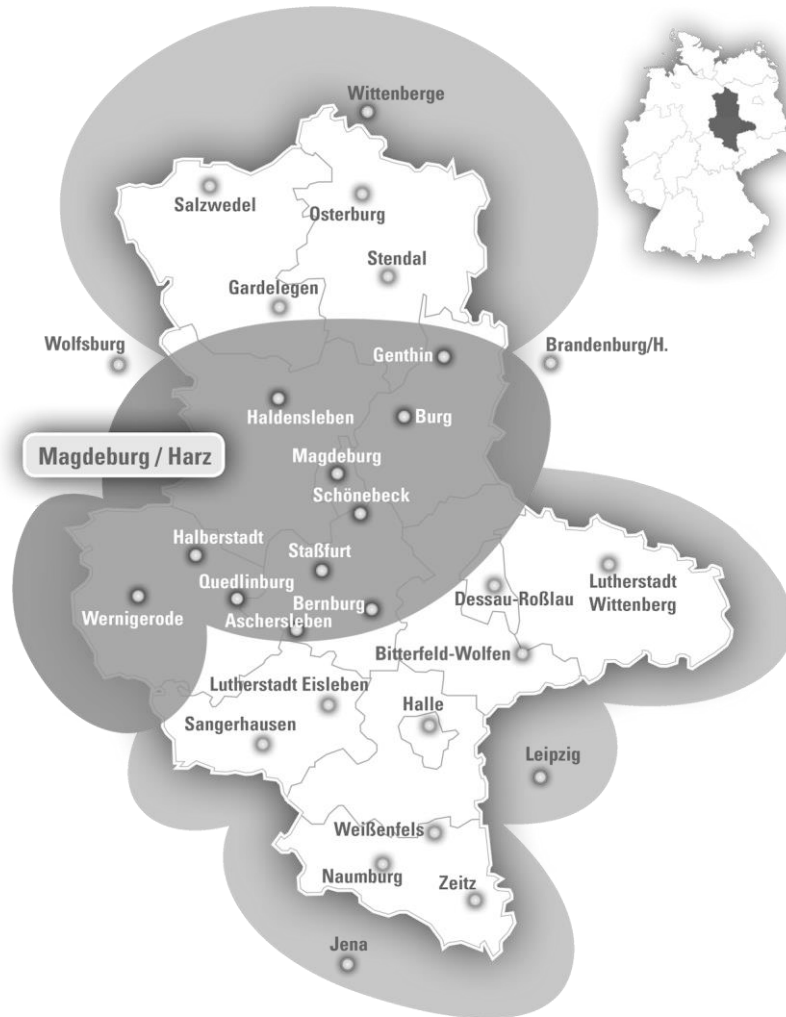 Wittenberge
Salzwedel
Osterburg
Stendal
Gardelegen
Wolfsburg
Genthin
Brandenburg/H.
Haldensleben
Burg
Magdeburg / Harz
Magdeburg
Schönebeck
Halberstadt
Staßfurt
Quedlinburg
Wernigerode
Bernburg
Aschersleben
Dessau-Roßlau
Lutherstadt
Wittenberg
Bitterfeld-Wolfen
Lutherstadt Eisleben
Halle
Sangerhausen
Leipzig
Weißenfels
Naumburg
Zeitz
Jena